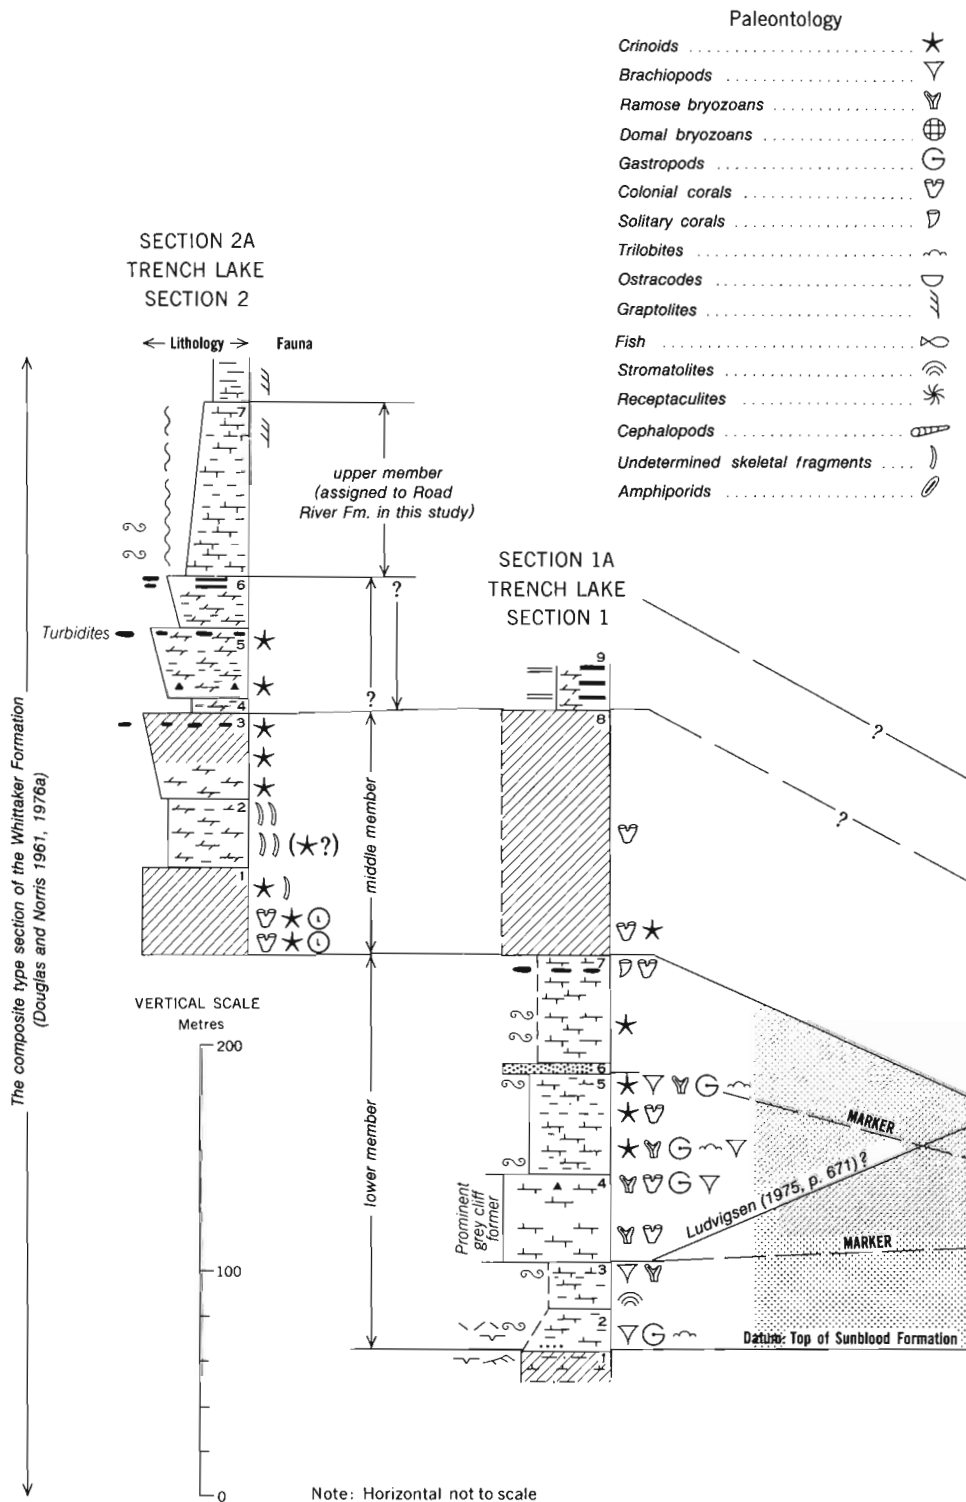 Paleontology
Crinoids
Brachiopods
Ramose bryozoans
Domal bryozoans
Gastropods
Colonial corals
Solitary corals
Trilobites
Ostracodes
Graptolites
Fish
Stromatolites
Receptaculites
Cephalopods
Undetermined skeletal fragments
Amphiporids
SECTION 2A
TRENCH LAKE
SECTION 2
Lithology
Fauna
7
upper member
(assigned to Road
River Fm. in this study)
6
?
Turbidites
5
?
4
3
2
(?)
1
L
L
middle member
The composite type section of the Whittaker Formation
(Douglas and Norris 1961, 1976a)
VERTICAL SCALE
Metres
200
100
0
lower member
SECTION 1A
TRENCH LAKE
SECTION 1
9
8
?
?
7
6
5
4
Prominent
grey cliff
former
3
2
1
MARKER
Ludvigsen (1975, p. 671)?
MARKER
Datum: Top of Sunblood Formation
Note: Horizontal not to scale